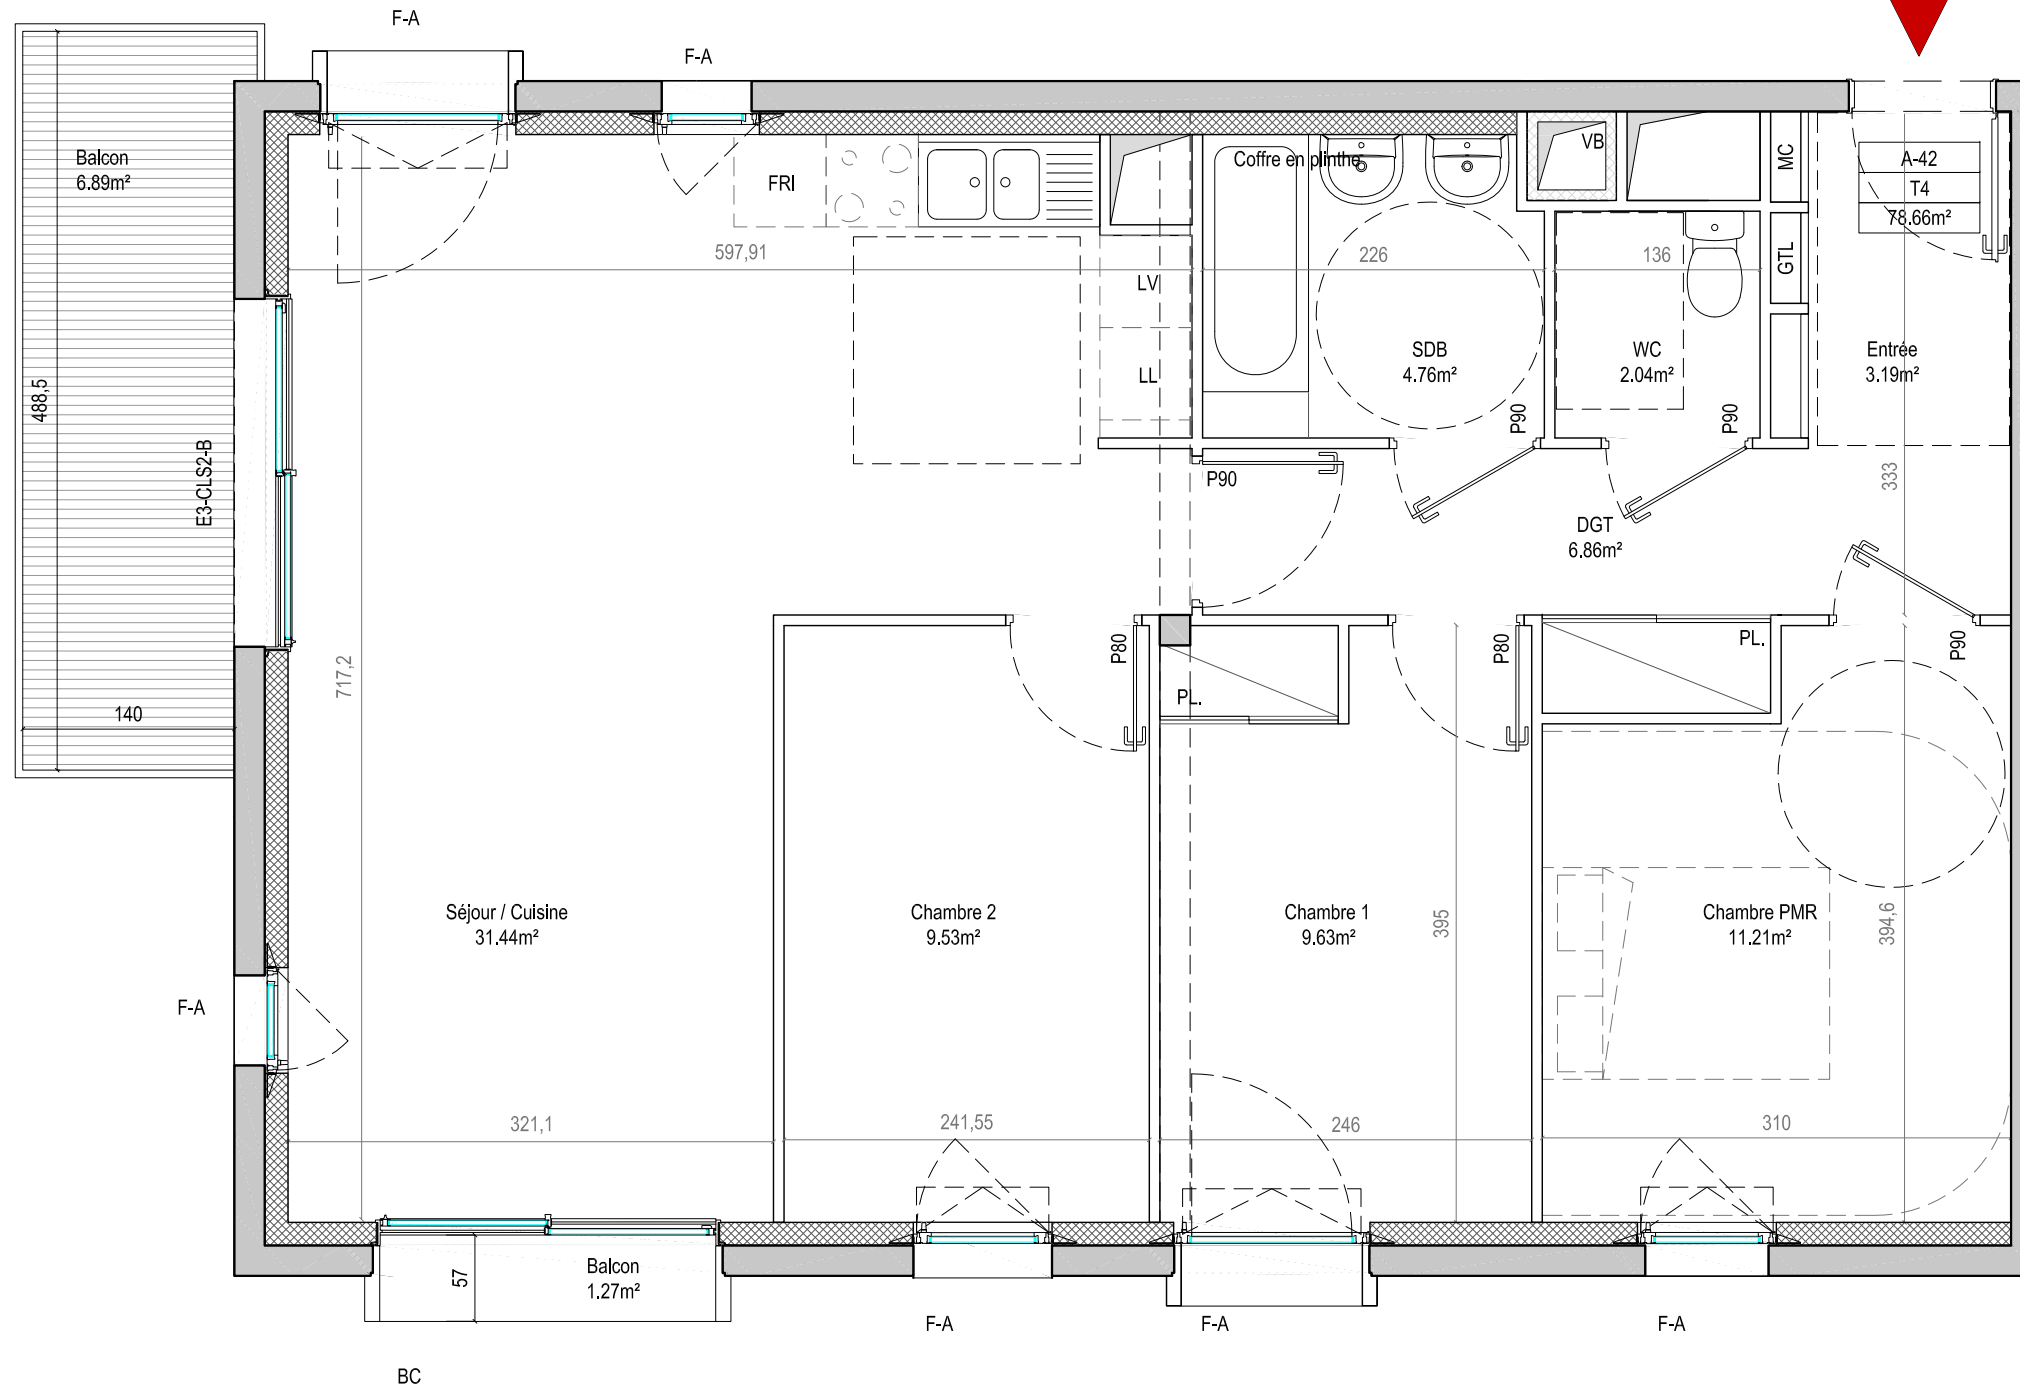 F-A
F-A
Balcon
6.89m²
488,5
140
E3-CLS2-B
717,2
597,91
FRI
LV
LL
Coffre en plinthe
226
SDB
4.76m²
P90
VB
136
WC
2.04m²
P90
MC
GTL
A-42
T4
78.66m²
Entrée
3.19m²
333
P90
DGT
6.86m²
P80
PL.
P80
PL.
P90
Séjour / Cuisine
31.44m²
Chambre 2
9.53m²
Chambre 1
9.63m²
395
Chambre PMR
11.21m²
394,6
F-A
321,1
241,55
246
310
57
Balcon
1.27m²
F-A
F-A
F-A
BC